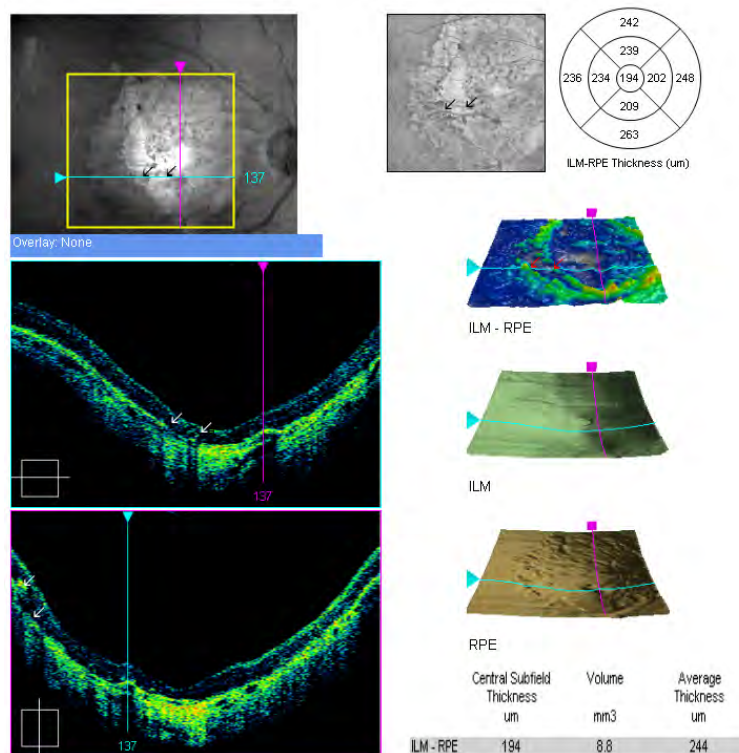 137
Overlay: None
137
137
242
239
236 234 194 202 248
209
263
ILM-RPE Thickness (um)
ILM - RPE
ILM
RPE
Central Subfield Thickness um Volume mm3 Average Thickness um
ILM - RPE 194 8.8 244